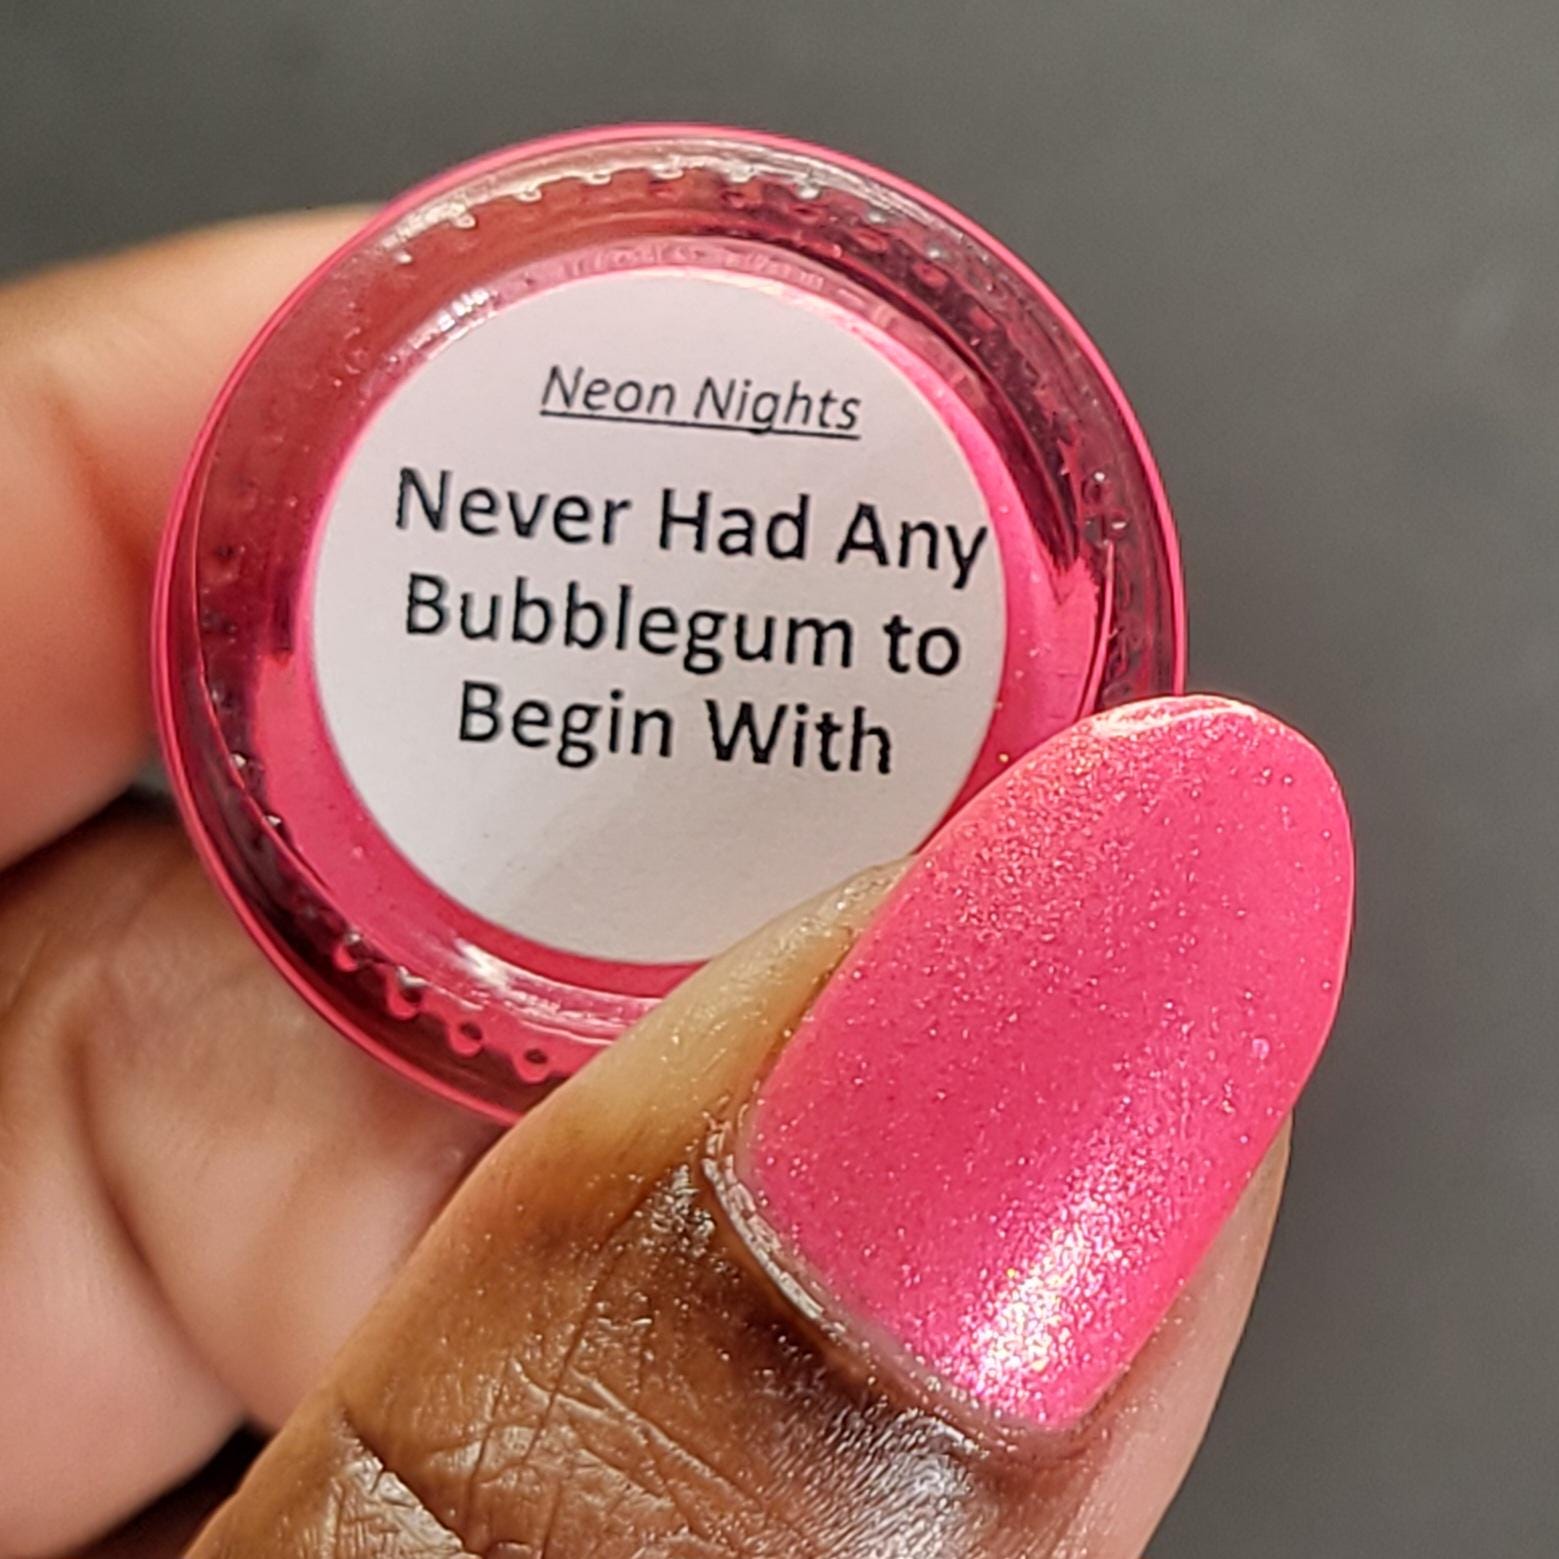 Neon Nights
Never Had Any
Bubblegum to
Begin With